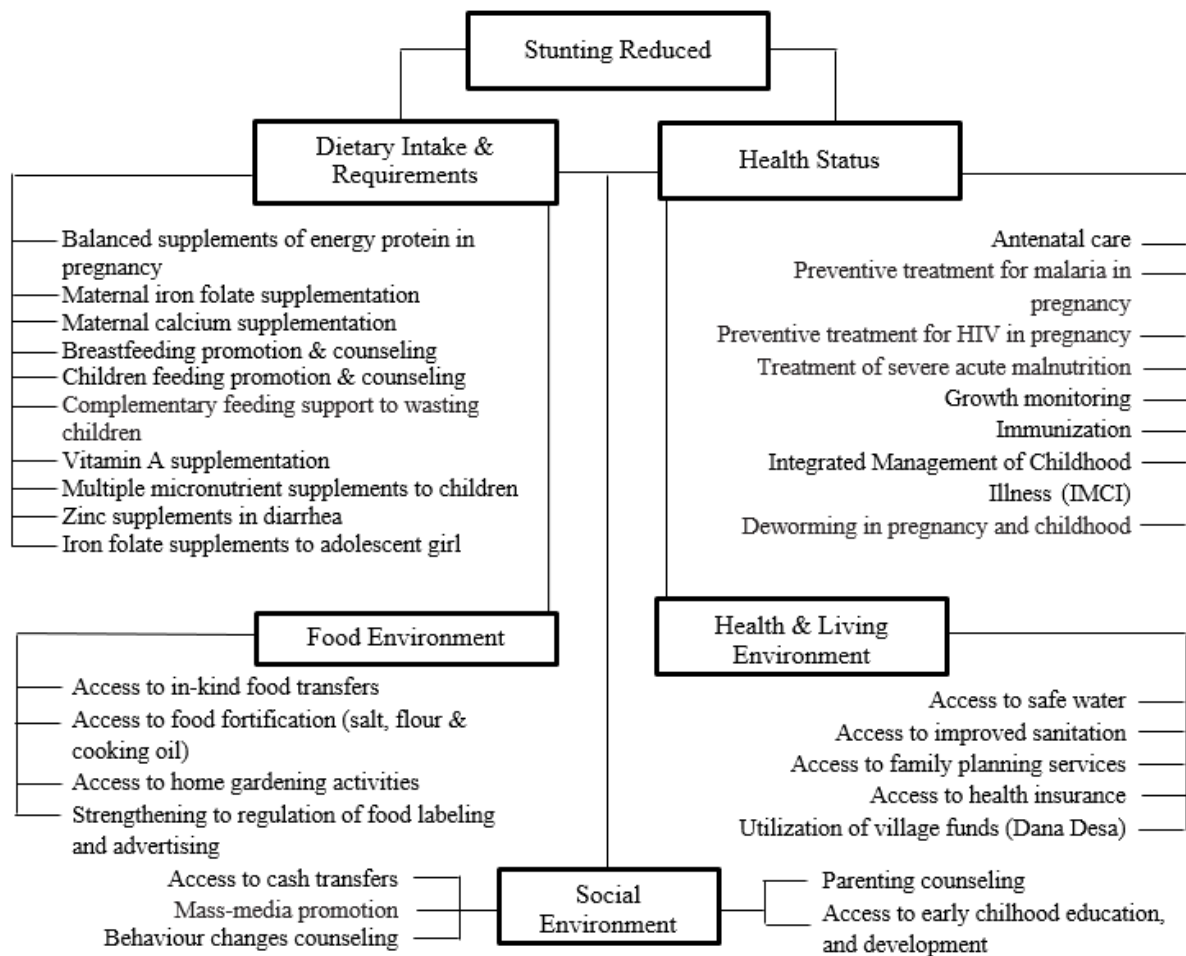 Stunting Reduced
Dietary Intake &
Requirements
Health Status
Balanced supplements of energy protein in
pregnancy
Maternal iron folate supplementation
Maternal calcium supplementation
Breastfeeding promotion & counseling
Children feeding promotion & counseling
Complementary feeding support to wasting
children
Vitamin A supplementation
Multiple micronutrient supplements to children
Zinc supplements in diarrhea
Iron folate supplements to adolescent girl
Antenatal care
Preventive treatment for malaria in
pregnancy
Preventive treatment for HIV in pregnancy
Treatment of severe acute malnutrition
Growth monitoring
Immunization
Integrated Management of Childhood
Illness (IMCI)
Deworming in pregnancy and childhood
Food Environment
Health & Living
Environment
Access to in-kind food transfers
Access to food fortification (salt, flour &
cooking oil)
Access to home gardening activities
Strengthening to regulation of food labeling
and advertising
Access to safe water
Access to improved sanitation
Access to family planning services
Access to health insurance
Utilization of village funds (Dana Desa)
Access to cash transfers
Mass-media promotion
Behaviour changes counseling
Social
Environment
Parenting counseling
Access to early chilhood education,
and development